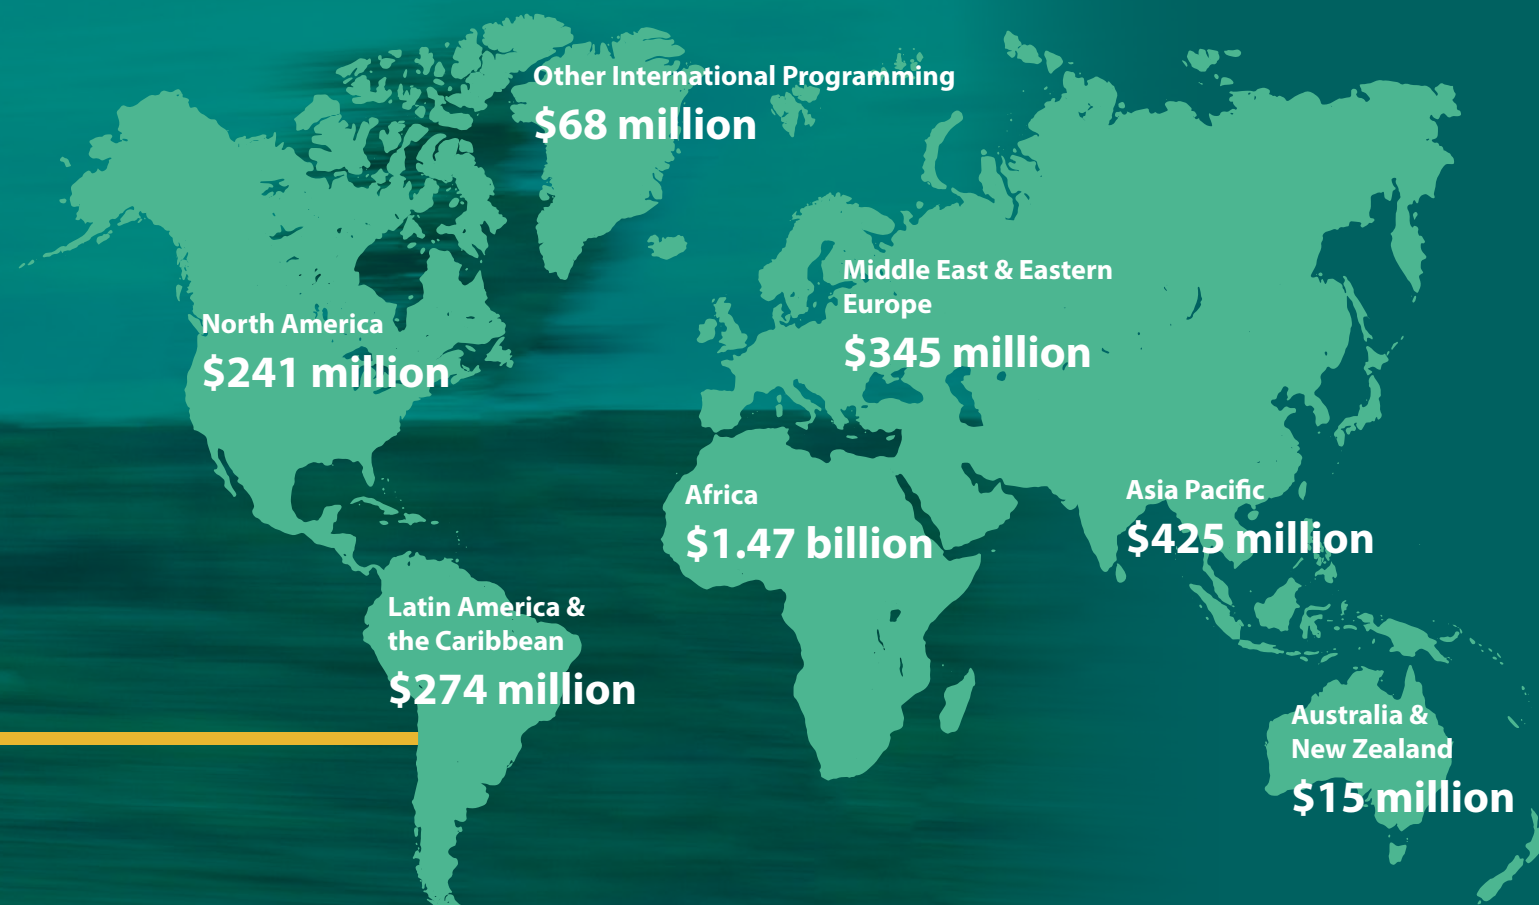 Other International Programming
$68 million
Middle East & Eastern
Europe
$345 million
North America
$241 million
Africa
$1.47 billion
Asia Pacific
$425 million
Latin America &
the Caribbean
$274 million
Australia &
New Zealand
$15 million